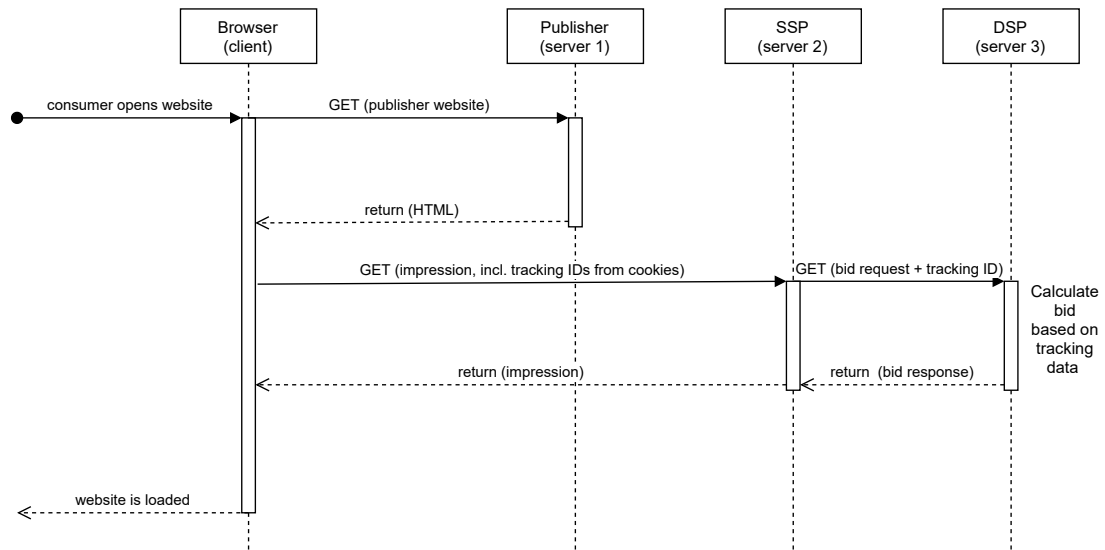 Browser
(client)
Publisher
(server 1)
SSP
(server 2)
DSP
(server 3)
consumer opens website
GET (publisher website)
return (HTML)
GET (impression, incl. tracking IDs from cookies)
GET (bid request + tracking ID)
Calculate
bid
based on
tracking
data
return (impression)
return (bid response)
website is loaded